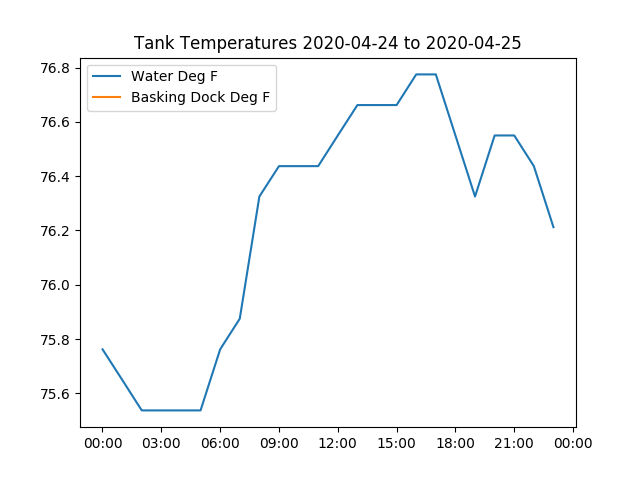 Tank Temperatures 2020-04-24 to 2020-04-25
Water Deg F
Basking Dock Deg F
76.8
76.6
76.4
76.2
76.0
75.8
75.6
00:00 03:00 06:00 09:00 12:00 15:00 18:00 21:00 00:00